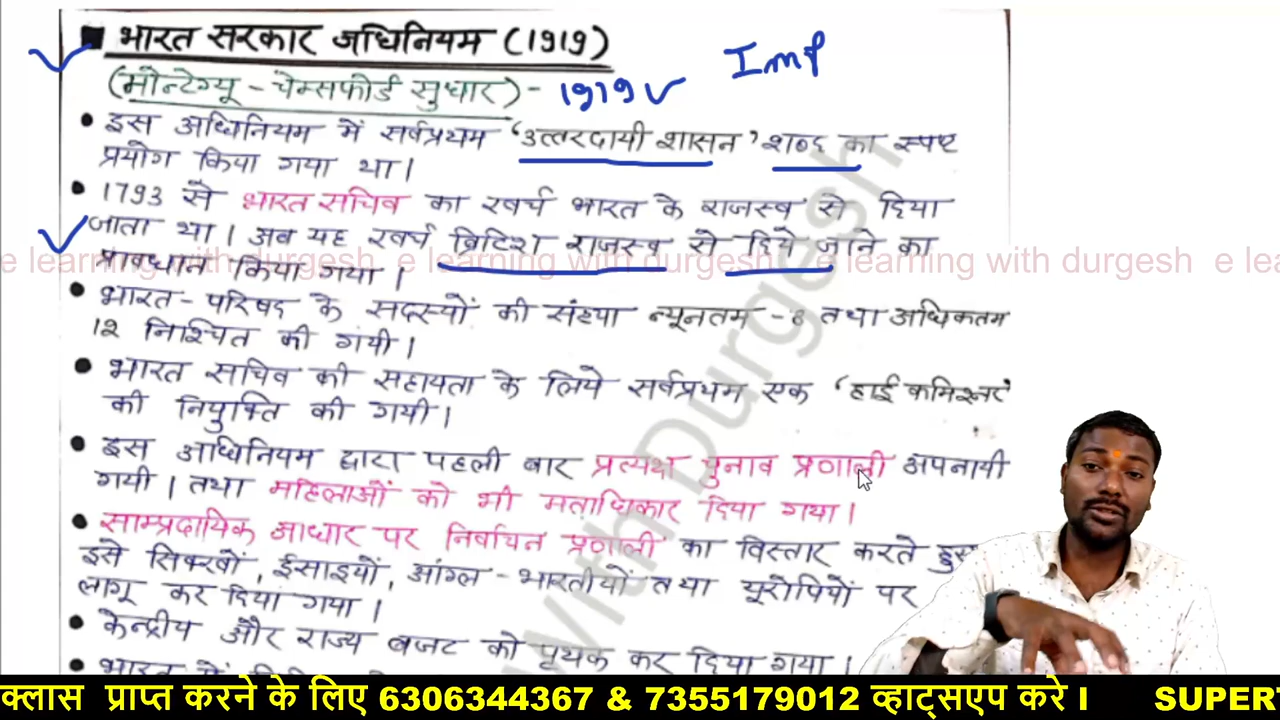 भारत सरकार अधिनियम (1919)
Imp
(मोन्टेग्यू - चेम्सफोर्ड सुधार) - 1919
इस अधिनियम में सर्वप्रथम 'उत्तरदायी शासन' शब्द का स्पष्ट
प्रयोग किया गया था।
1793 से भारत सचिव का खर्च भारत के राजस्व से दिया
जाता था। अब यह खर्च ब्रिटिश राजस्व से दिये जाने का
e learning with durgesh e learning with durgesh e lea
प्रावधान किया गया।
भारत - परिषद के सदस्यों की संख्या न्यूनतम - 8 तथा अधिकतम
12 निश्चित की गयी।
भारत सचिव की सहायता के लिये सर्वप्रथम एक 'हाई कमिश्नर'
की नियुक्ति की गयी।
इस अधिनियम द्वारा पहली बार प्रत्यक्ष चुनाव प्रणाली अपनायी
गयी। तथा महिलाओं को भी मताधिकार दिया गया।
साम्प्रदायिक आधार पर निर्वाचन प्रणाली का विस्तार करते हुए
इसे सिक्खों, ईसाइयों, आंग्ल - भारतीयों तथा यूरोपियों पर
लागू कर दिया गया।
केन्द्रीय और राज्य बजट को पृथक कर दिया गया।
भारत में
with Durgesh
क्लास प्राप्त करने के लिए 6306344367 & 7355179012 व्हाट्सएप करे I SUPER